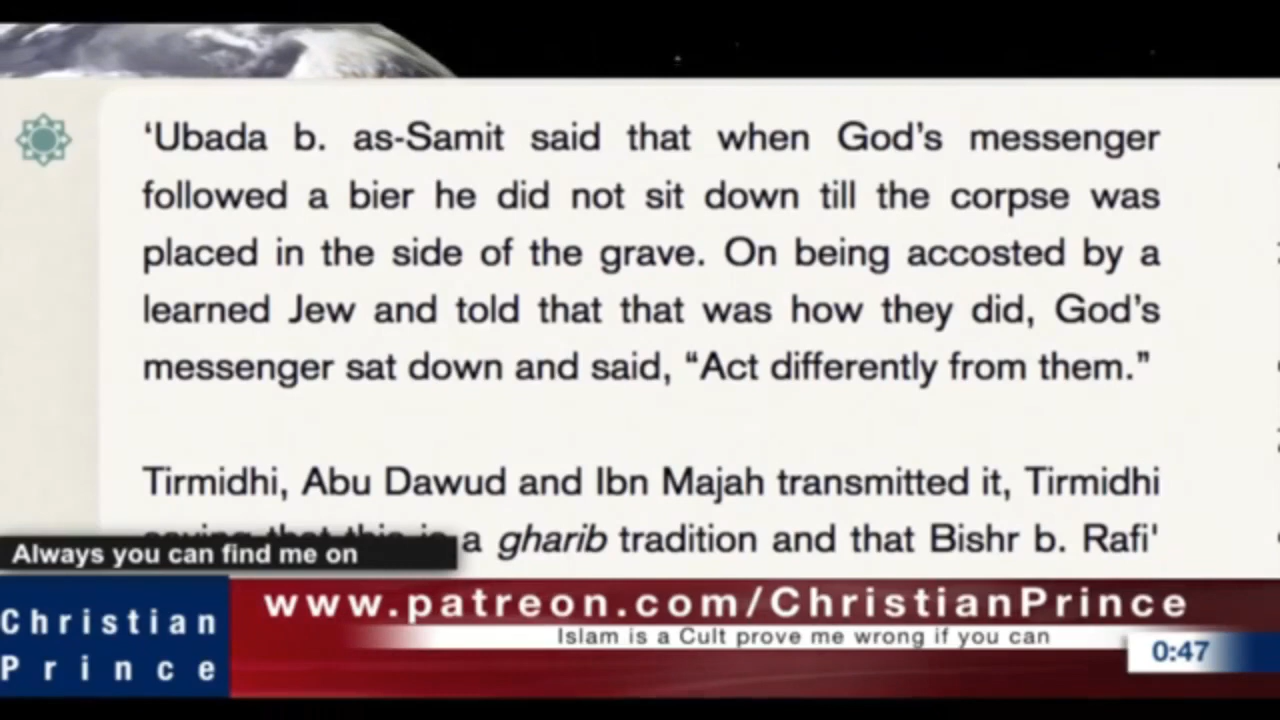 ‘Ubada b. as-Samit said that when God’s messenger
followed a bier he did not sit down till the corpse was
placed in the side of the grave. On being accosted by a
learned Jew and told that that was how they did, God’s
messenger sat down and said, “Act differently from them.”
Tirmidhi, Abu Dawud and Ibn Majah transmitted it, Tirmidhi
saying that this is a gharib tradition and that Bishr b. Rafi'
Always you can find me on
Christian
Prince
www.patreon.com/ChristianPrince
Islam is a Cult prove me wrong if you can
0:47